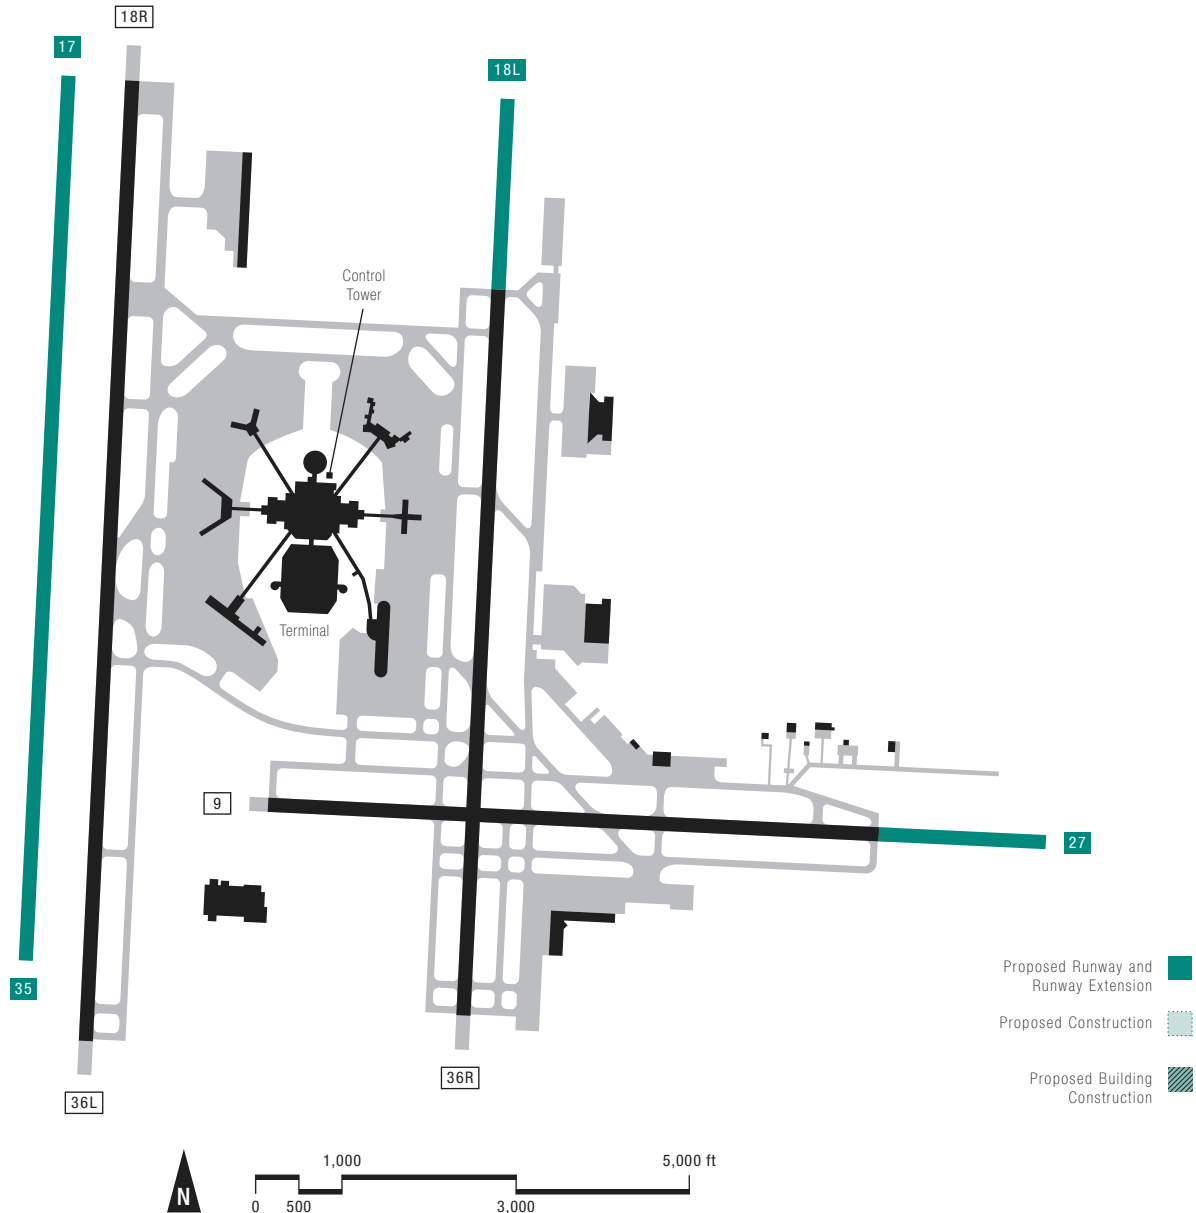 18R
17
18L
Control
Tower
Terminal
9
27
35
Proposed Runway and
Runway Extension
Proposed Construction
Proposed Building
Construction
36R
36L
N
1,000
5,000 ft
0
500
3,000